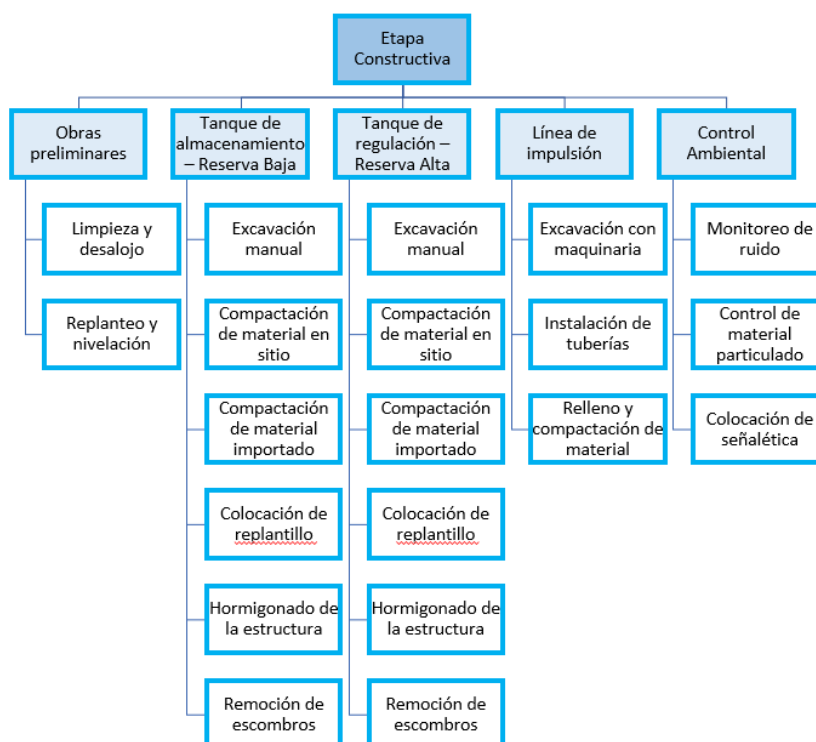 Etapa
Constructiva
Obras
preliminares
Limpieza y
desalojo
Replanteo y
nivelación
Tanque de
almacenamiento
– Reserva Baja
Excavación
manual
Compactación
de material en
sitio
Compactación
de material
importado
Colocación de
replantillo
Hormigonado de
la estructura
Remoción de
escombros
Tanque de
regulación –
Reserva Alta
Excavación
manual
Compactación
de material en
sitio
Compactación
de material
importado
Colocación de
replantillo
Hormigonado de
la estructura
Remoción de
escombros
Línea de
impulsión
Excavación con
maquinaria
Instalación de
tuberías
Relleno y
compactación de
material
Control
Ambiental
Monitoreo de
ruido
Control de
material
particulado
Colocación de
señalética